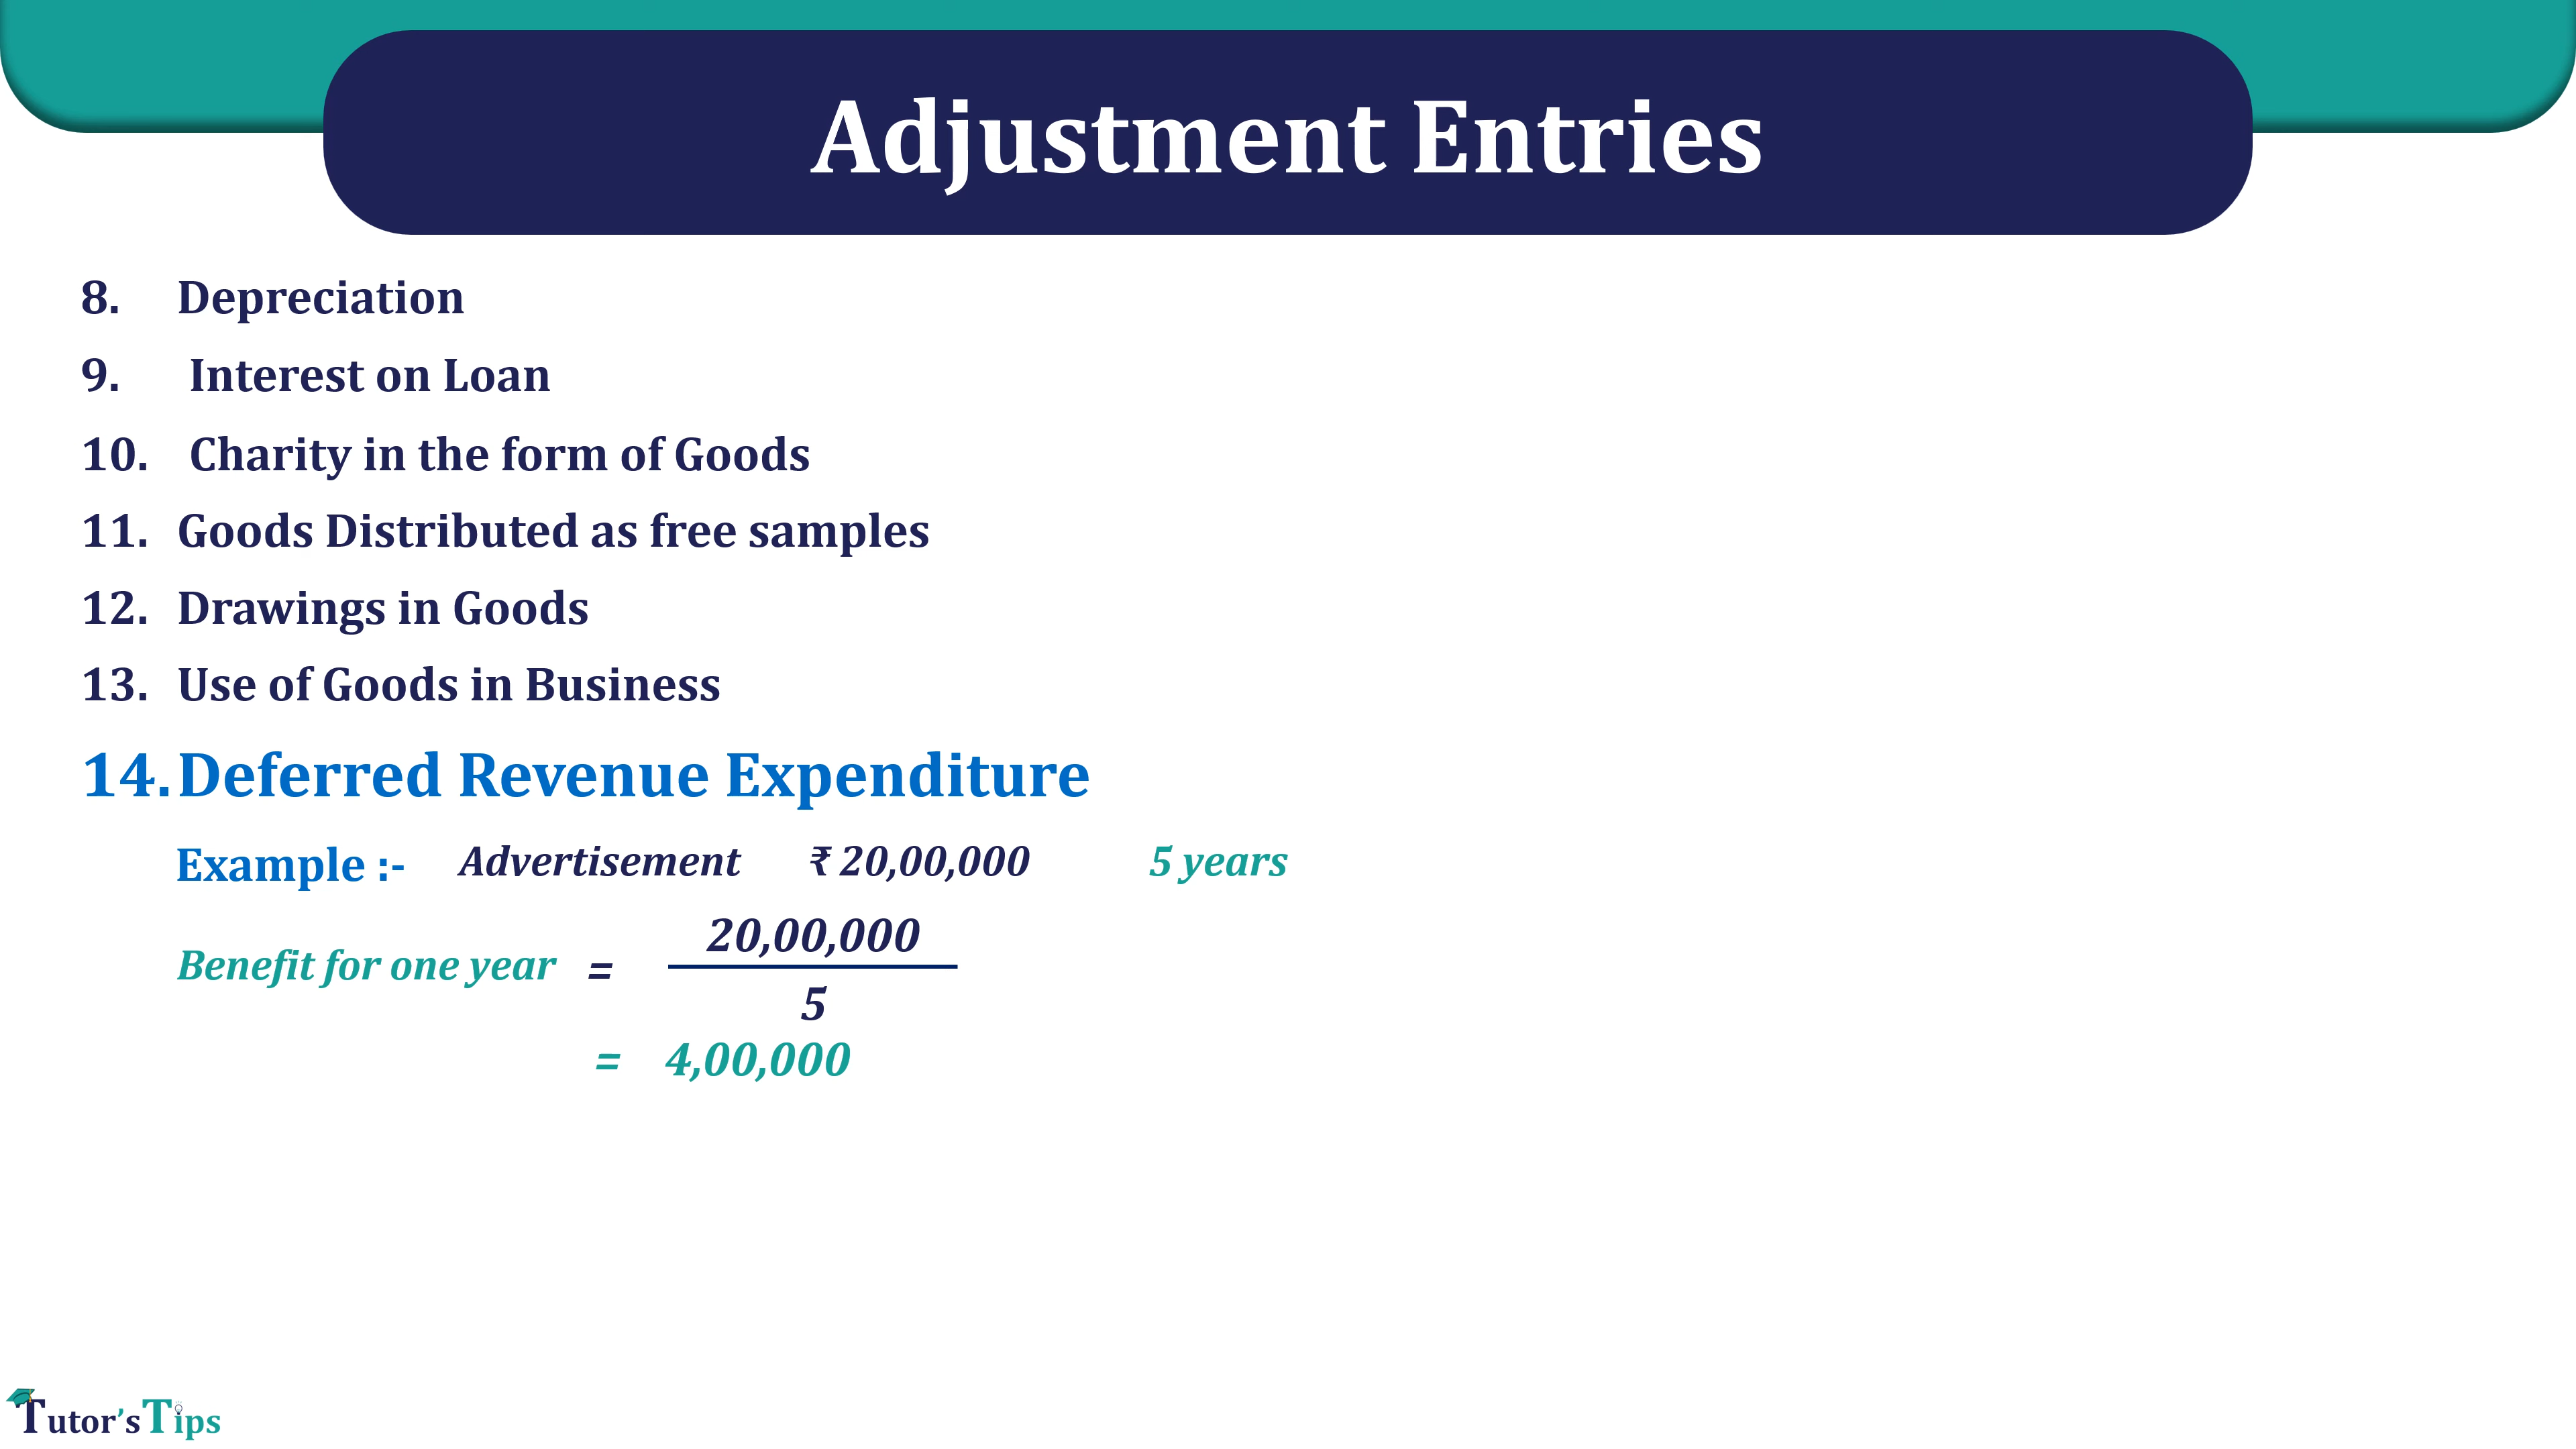 Adjustment Entries
8. Depreciation
9. Interest on Loan
10. Charity in the form of Goods
11. Goods Distributed as free samples
12. Drawings in Goods
13. Use of Goods in Business
14. Deferred Revenue Expenditure
Example :- Advertisement ₹ 20,00,000 5 years
Benefit for one year = 20,00,000
5
= 4,00,000
Tutor’sTips